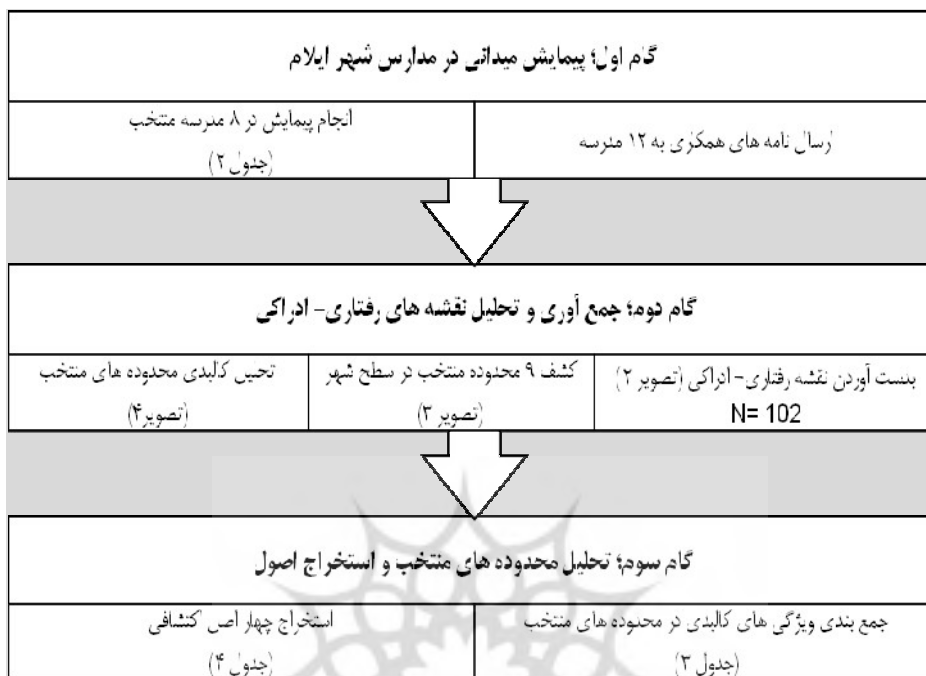 گام اول؛ پیمایش میدانی در مدارس شهر ایلام
ارسال نامه های همکاری به ۱۲ مدرسه
انجام پیمایش در ۸ مدرسه منتخب
(جدول ۲)
گام دوم؛ جمع آوری و تحلیل نقشه های رفتاری- ادراکی
بدست آوردن نقشه رفتاری- ادراکی (تصویر ۲)
N= 102
کشف ۹ محدوده منتخب در سطح شهر
(تصویر ۳)
تحلیل کالبدی محدوده های منتخب
(تصویر۴)
گام سوم؛ تحلیل محدوده های منتخب و استخراج اصول
جمع بندی ویژگی های کالبدی در محدوده های منتخب
(جدول ۳)
استخراج چهار اصل اکتشافی
(جدول ۴)